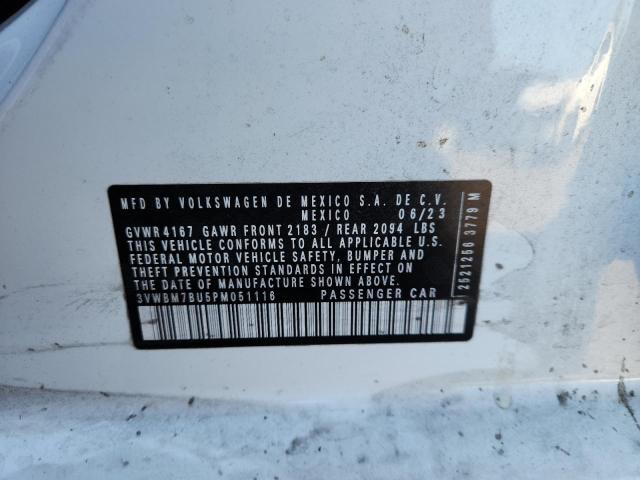 MFD BY VOLKSWAGEN DE MEXICO S.A. DE C.V.
MEXICO 06/23
GVWR 4167 GAWR FRONT 2183 / REAR 2094 LBS
THIS VEHICLE CONFORMS TO ALL APPLICABLE U.S.
FEDERAL MOTOR VEHICLE SAFETY, BUMPER AND
THEFT PREVENTION STANDARDS IN EFFECT ON
THE DATE OF MANUFACTURE SHOWN ABOVE.
3VWBM7BU5PM051116 PASSENGER CAR
2521256 3779 M